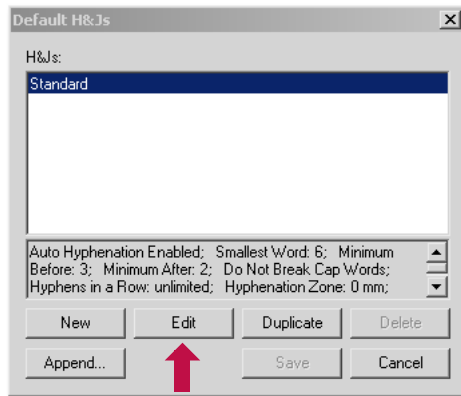 Default H&Js
H&Js:
Standard
Auto Hyphenation Enabled; Smallest Word: 6; Minimum
Before: 3; Minimum After: 2; Do Not Break Cap Words;
Hyphens in a Row: unlimited; Hyphenation Zone: 0 mm;
New Edit Duplicate Delete
Append... Save Cancel